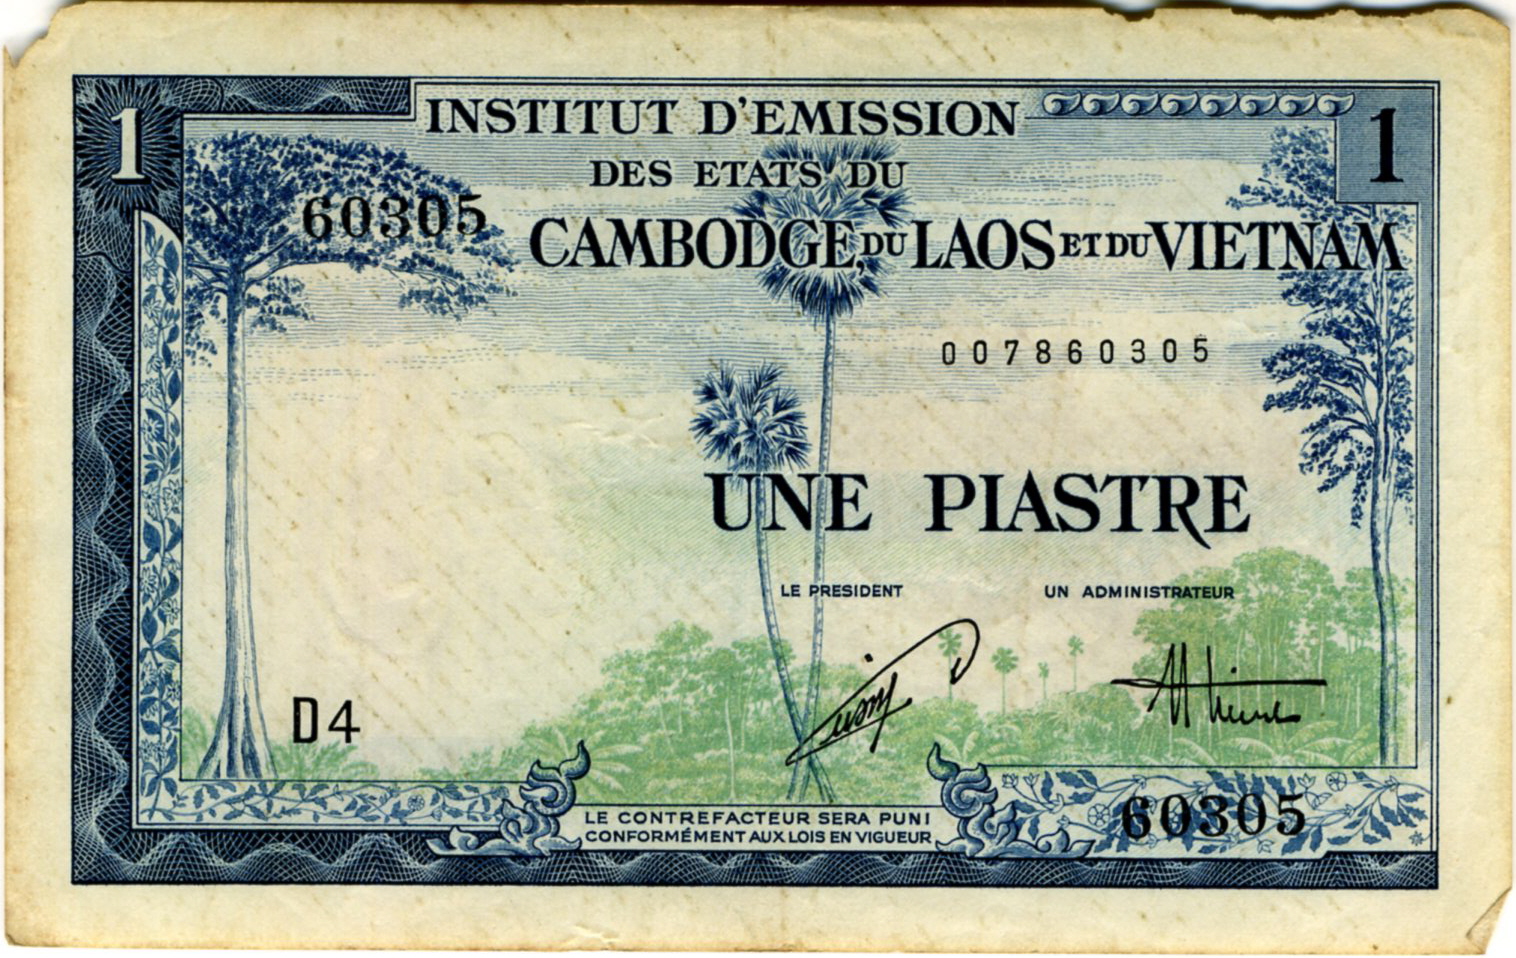 1
INSTITUT D'EMISSION
1
DES ETATS DU
60305
CAMBODGE, DU LAOS ET DU VIETNAM
007860305
UNE PIASTRE
LE PRESIDENT
UN ADMINISTRATEUR
D4
LE CONTREFACTEUR SERA PUNI
CONFORMÉMENT AUX LOIS EN VIGUEUR
60305